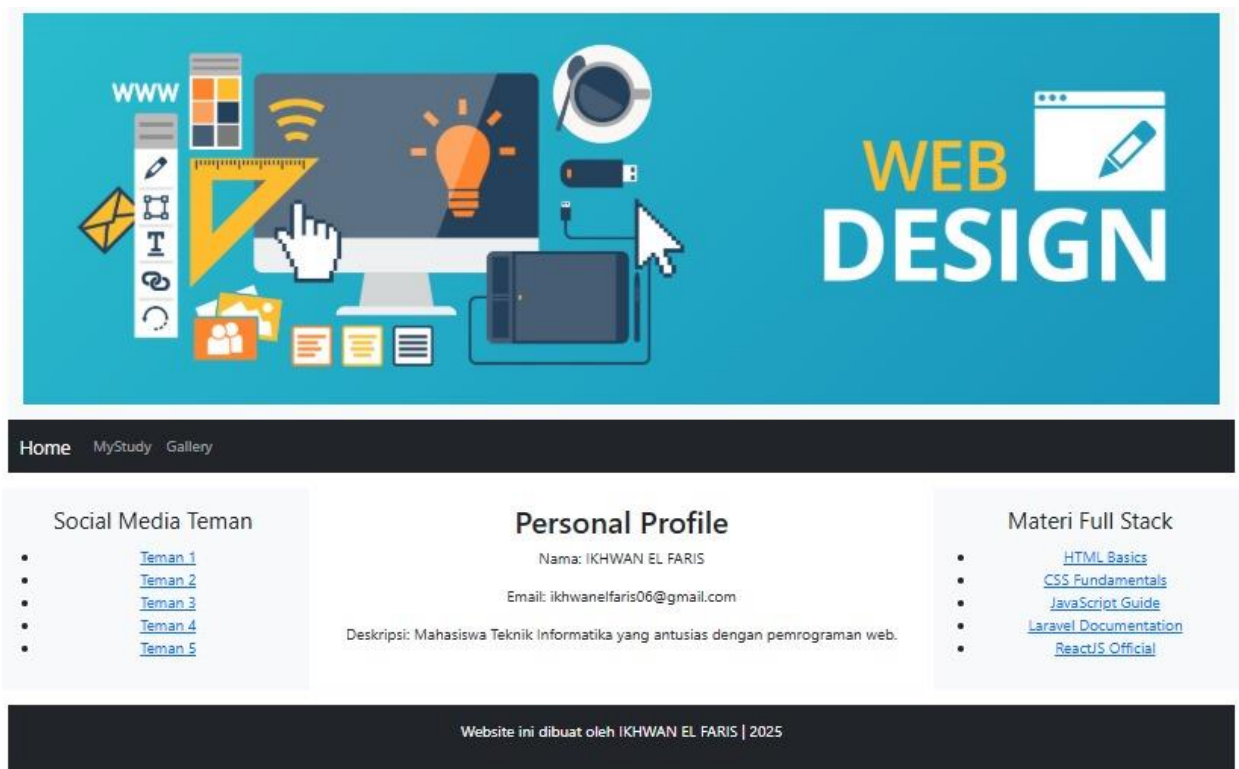 WWW
WEB
DESIGN
Home MyStudy Gallery
Social Media Teman
Teman 1
Teman 2
Teman 3
Teman 4
Teman 5
Personal Profile
Nama: IKHWAN EL FARIS
Email: ikhwanelfaris06@gmail.com
Deskripsi: Mahasiswa Teknik Informatika yang antusias dengan pemrograman web.
Materi Full Stack
HTML Basics
CSS Fundamentals
JavaScript Guide
Laravel Documentation
ReactJS Official
Website ini dibuat oleh IKHWAN EL FARIS | 2025